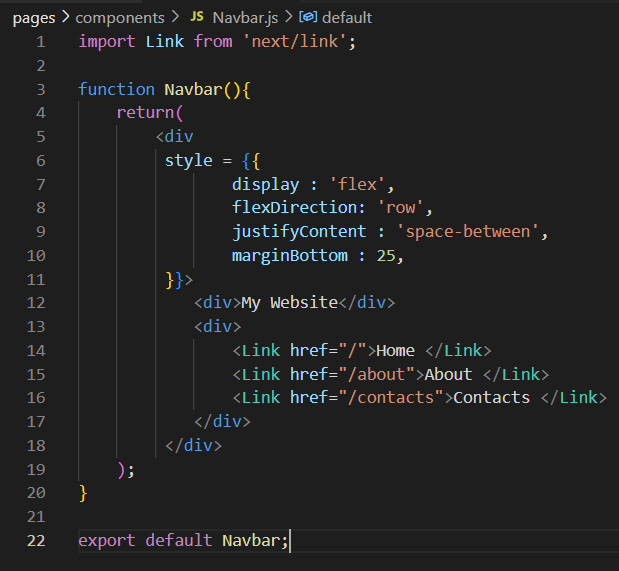 pages > components > JS Navbar.js > default
1 import Link from 'next/link';
2
3 function Navbar(){
4 return(
5 <div
6 style = {{
7 display : 'flex',
8 flexDirection: 'row',
9 justifyContent : 'space-between',
10 marginBottom : 25,
11 }}>
12 <div>My Website</div>
13 <div>
14 <Link href="/">Home </Link>
15 <Link href="/about">About </Link>
16 <Link href="/contacts">Contacts </Link>
17 </div>
18 </div>
19 );
20 }
21
22 export default Navbar;